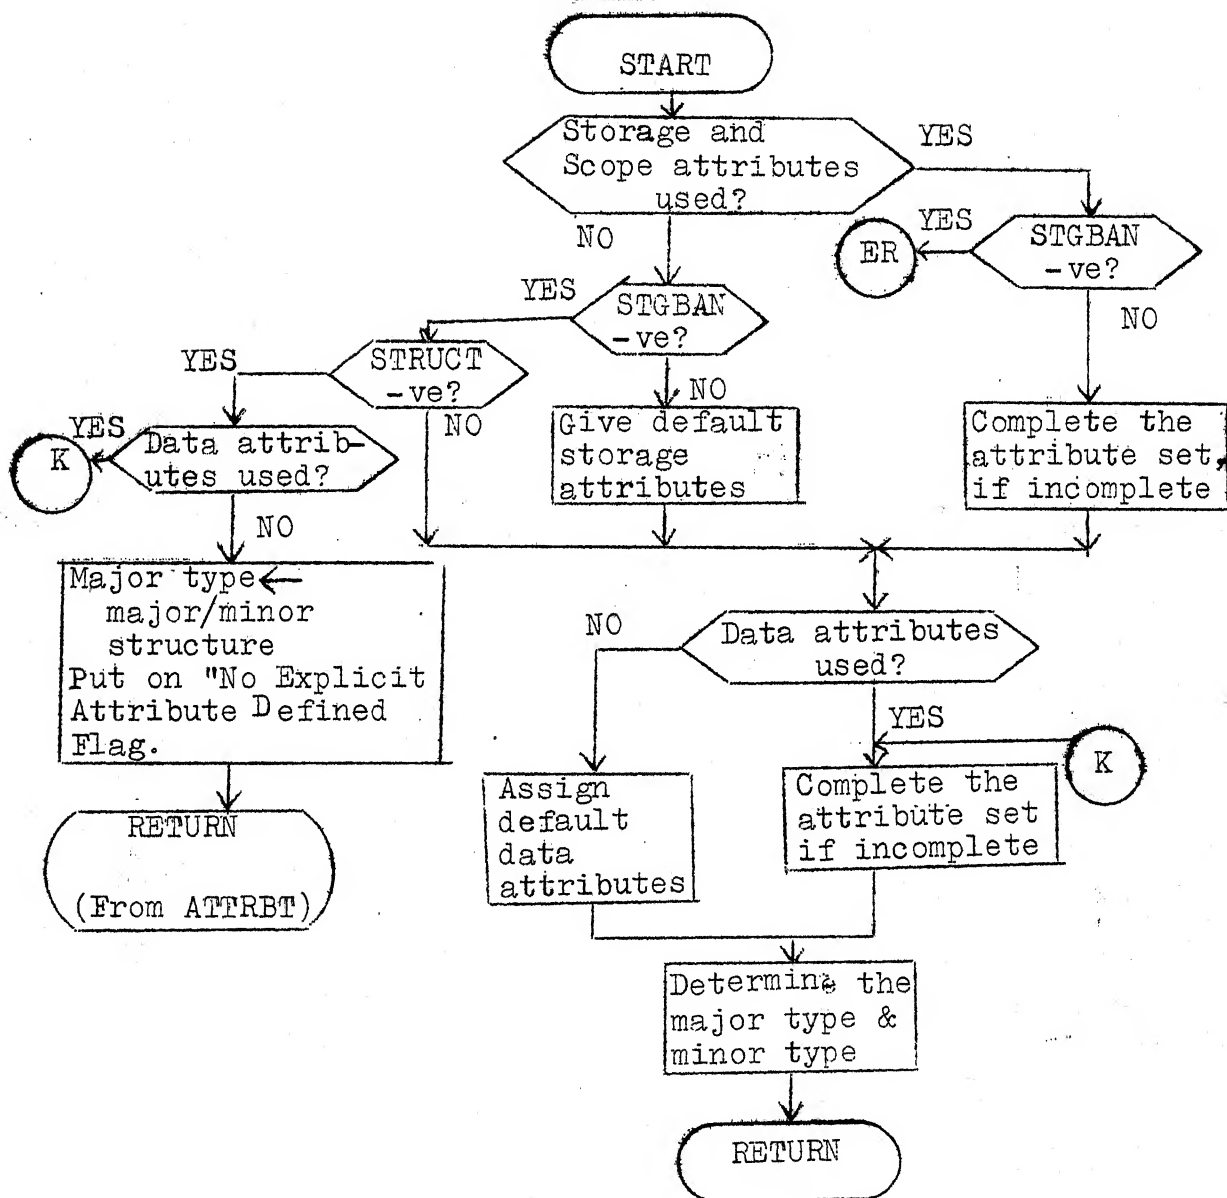 START
Storage and
Scope attributes
used?
YES
NO
YES
ER
STGBAN
-ve?
NO
YES
STGBAN
-ve?
NO
YES
STRUCT
-ve?
NO
YES
K
Data attrib-
utes used?
NO
Give default
storage
attributes
Complete the
attribute set,
if incomplete
Major type←
major/minor
structure
Put on "No Explicit
Attribute Defined
Flag.
RETURN
(From ATTRBT)
NO
Data attributes
used?
YES
K
Assign
default
data
attributes
Complete the
attribute set
if incomplete
Determine the
major type &
minor type
RETURN